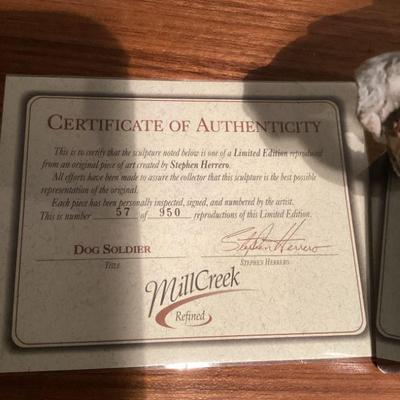 CERTIFICATE OF AUTHENTICITY
This is to certify that the sculpture noted below is one of a Limited Edition reproduced
from an original piece of art created by Stephen Herrero.
All efforts have been made to assure the collector that this sculpture is the best possible
representation of the original.
Each piece has been personally inspected, signed, and numbered by the artist.
This is number 57 of 950 reproductions of this Limited Edition.
DOG SOLDIER Stephen Herrero
TITLE STEPHEN HERRERO
MillCreek
Refined